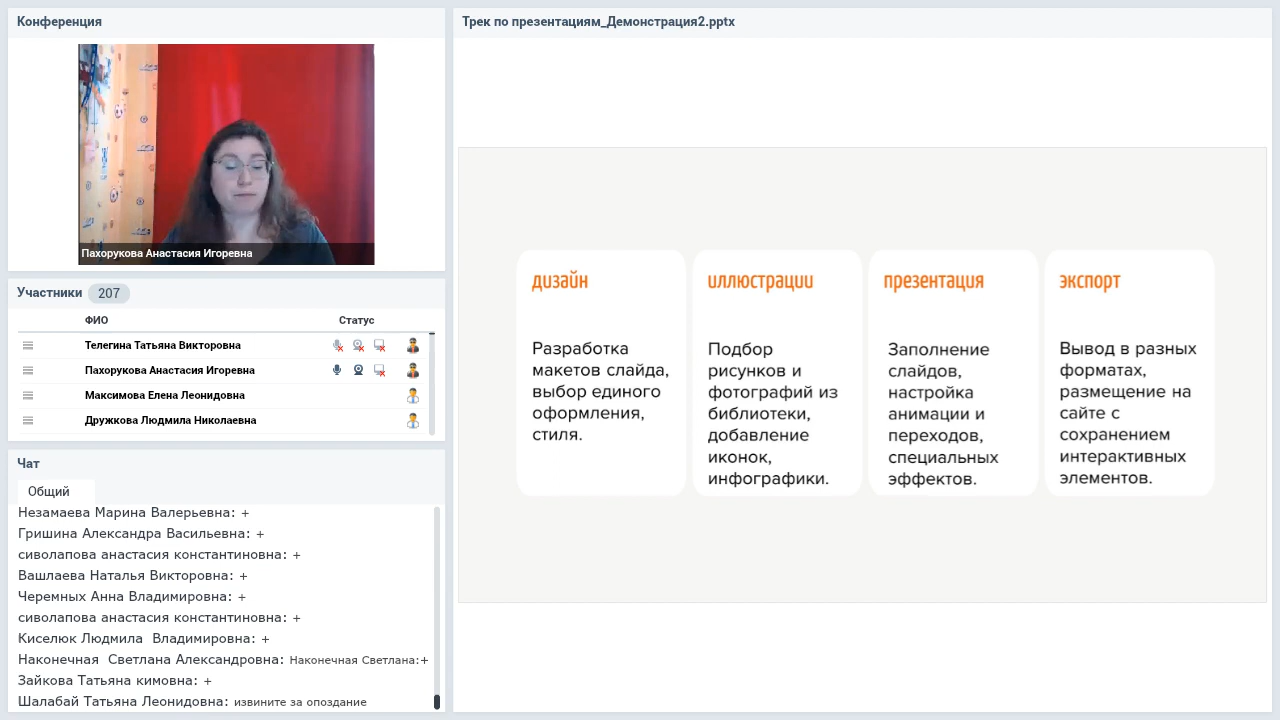 Конференция
Пахорукова Анастасия Игоревна
Участники 207
ФИО Статус
Телегина Татьяна Викторовна
Пахорукова Анастасия Игоревна
Максимова Елена Леонидовна
Дружкова Людмила Николаевна
Чат
Общий
Незамаева Марина Валерьевна: +
Гришина Александра Васильевна: +
сиволапова анастасия константиновна: +
Вашлаева Наталья Викторовна: +
Черемных Анна Владимировна: +
сиволапова анастасия константиновна: +
Киселюк Людмила Владимировна: +
Наконечная Светлана Александровна: Наконечная Светлана:+
Зайкова Татьяна кимовна: +
Шалабай Татьяна Леонидовна: извините за опоздание
Трек по презентациям_Демонстрация2.pptx
дизайн
Разработка
макетов слайда,
выбор единого
оформления,
стиля.
иллюстрации
Подбор
рисунков и
фотографий из
библиотеки,
добавление
иконок,
инфографики.
презентация
Заполнение
слайдов,
настройка
анимации и
переходов,
специальных
эффектов.
экспорт
Вывод в разных
форматах,
размещение на
сайте с
сохранением
интерактивных
элементов.